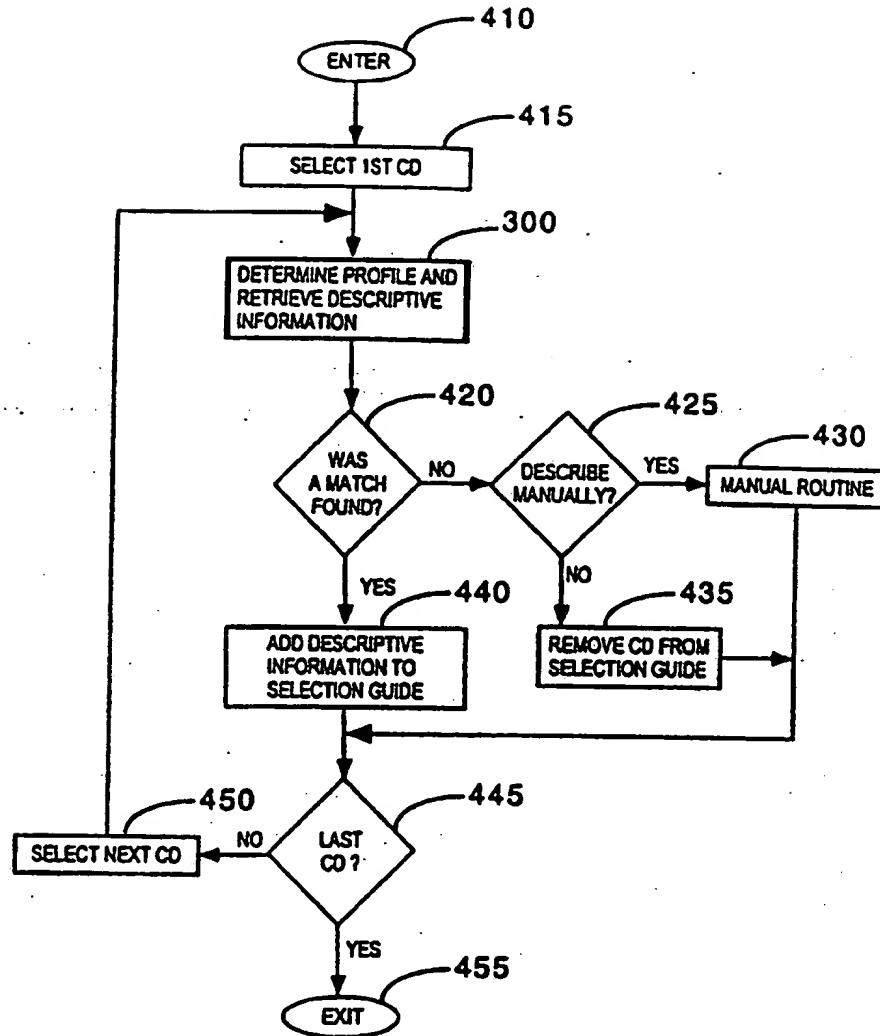 410
ENTER
415
SELECT 1ST CD
300
DETERMINE PROFILE AND
RETRIEVE DESCRIPTIVE
INFORMATION
420
425
430
WAS
A MATCH
FOUND?
NO
DESCRIBE
MANUALLY?
YES
MANUAL ROUTINE
YES
NO
440
435
ADD DESCRIPTIVE
INFORMATION TO
SELECTION GUIDE
REMOVE CD FROM
SELECTION GUIDE
450
445
SELECT NEXT CD
NO
LAST
CD ?
YES
455
EXIT